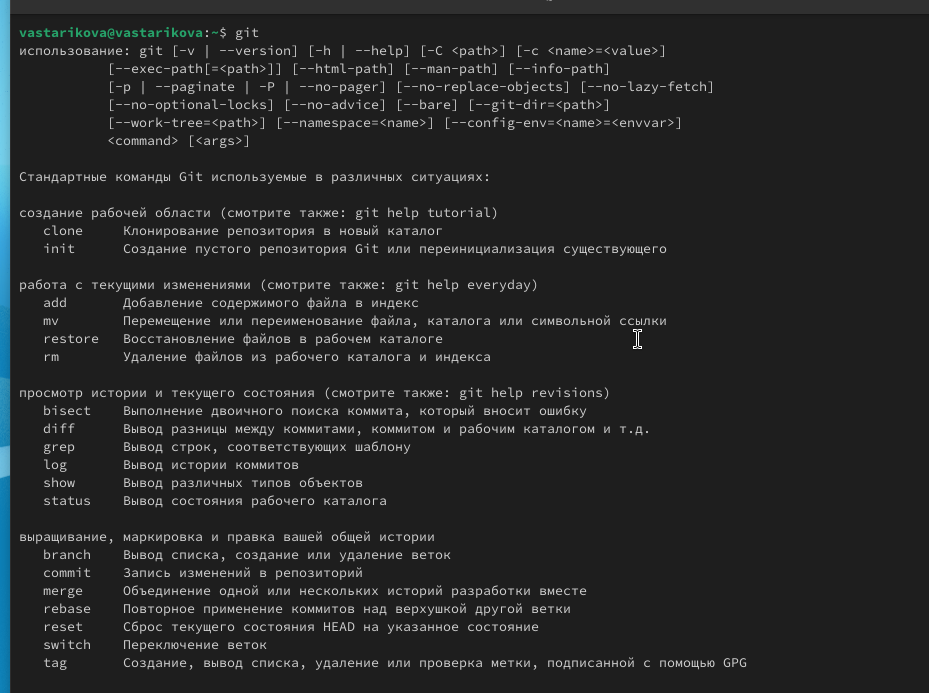 vastarikova@vastarikova:~$ git
использование: git [-v | --version] [-h | --help] [-C <path>] [-c <name>=<value>]
           [--exec-path[=<path>]] [--html-path] [--man-path] [--info-path]
           [-p | --paginate | -P | --no-pager] [--no-replace-objects] [--no-lazy-fetch]
           [--no-optional-locks] [--no-advice] [--bare] [--git-dir=<path>]
           [--work-tree=<path>] [--namespace=<name>] [--config-env=<name>=<envvar>]
           <command> [<args>]

Стандартные команды Git используемые в различных ситуациях:

создание рабочей области (смотрите также: git help tutorial)
   clone     Клонирование репозитория в новый каталог
   init      Создание пустого репозитория Git или переинициализация существующего

работа с текущими изменениями (смотрите также: git help everyday)
   add       Добавление содержимого файла в индекс
   mv        Перемещение или переименование файла, каталога или символьной ссылки
   restore   Восстановление файлов в рабочем каталоге
   rm        Удаление файлов из рабочего каталога и индекса

просмотр истории и текущего состояния (смотрите также: git help revisions)
   bisect    Выполнение двоичного поиска коммита, который вносит ошибку
   diff      Вывод разницы между коммитами, коммитом и рабочим каталогом и т.д.
   grep      Вывод строк, соответствующих шаблону
   log       Вывод истории коммитов
   show      Вывод различных типов объектов
   status    Вывод состояния рабочего каталога

выращивание, маркировка и правка вашей общей истории
   branch    Вывод списка, создание или удаление веток
   commit    Запись изменений в репозиторий
   merge     Объединение одной или нескольких историй разработки вместе
   rebase    Повторное применение коммитов над верхушкой другой ветки
   reset     Сброс текущего состояния HEAD на указанное состояние
   switch    Переключение веток
   tag       Создание, вывод списка, удаление или проверка метки, подписанной с помощью GPG